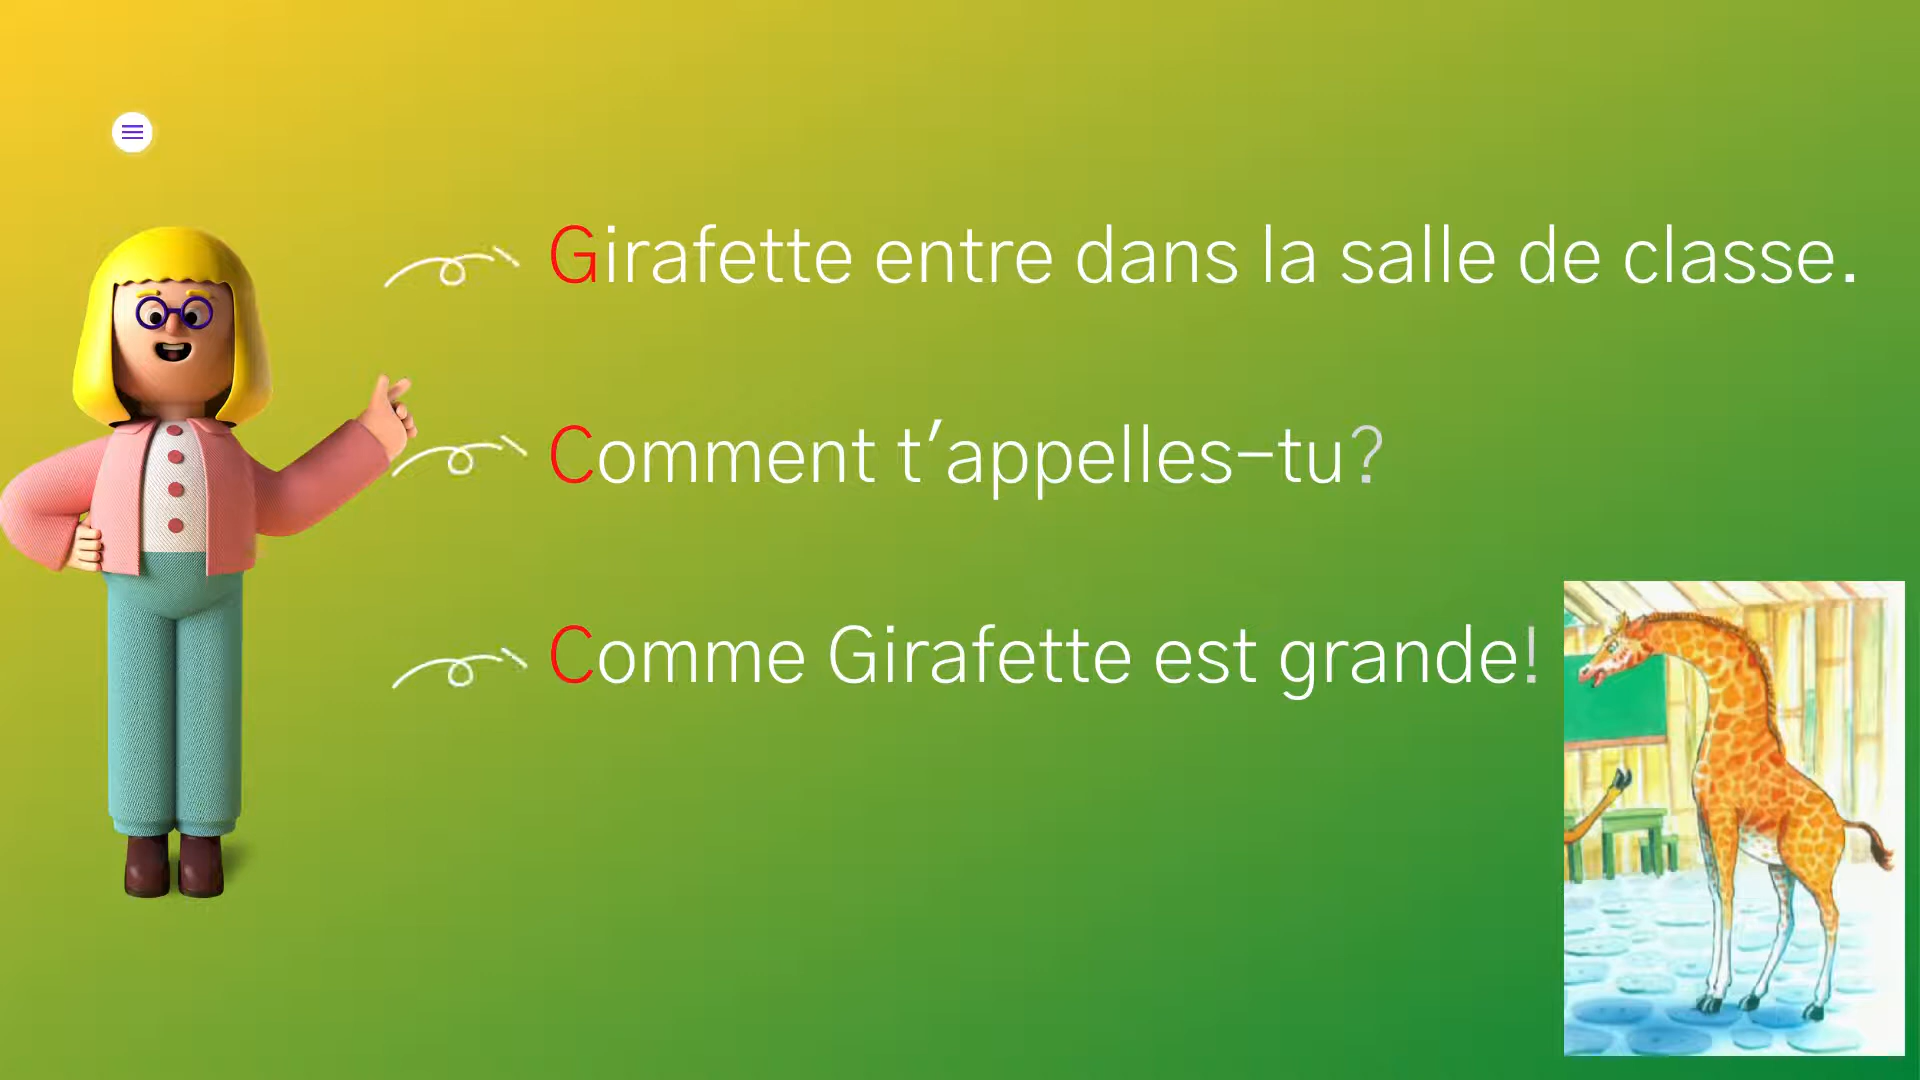 Girafette entre dans la salle de classe.
Comment t'appelles-tu?
Comme Girafette est grande!